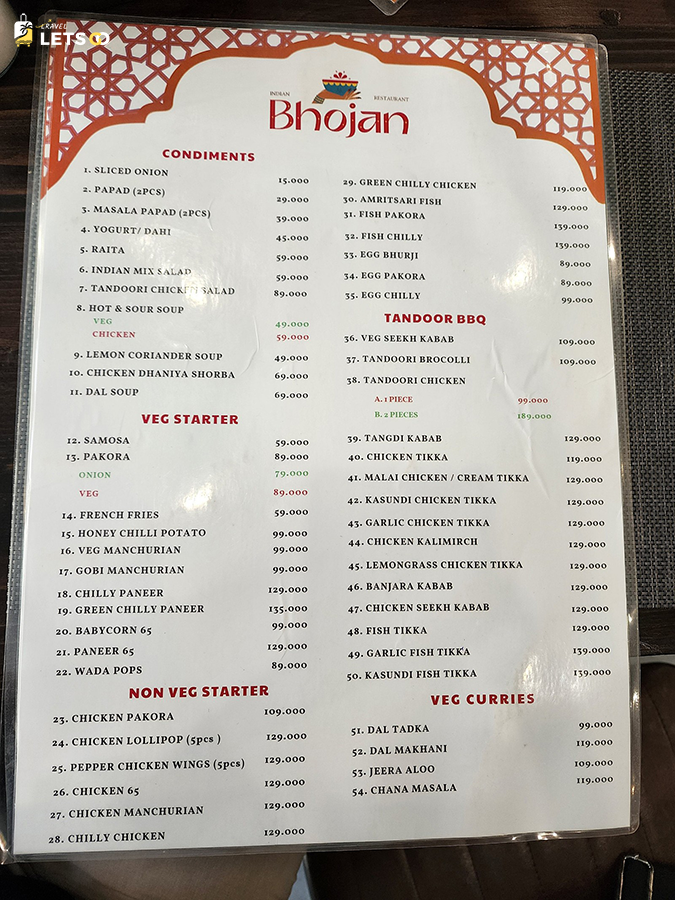 TRAVEL
LETSGO
INDIAN RESTAURANT
Bhojan
CONDIMENTS
1. SLICED ONION 15.000
2. PAPAD (2PCS) 29.000
3. MASALA PAPAD (2PCS) 39.000
4. YOGURT/ DAHI 45.000
5. RAITA 59.000
6. INDIAN MIX SALAD 59.000
7. TANDOORI CHICKEN SALAD 89.000
8. HOT & SOUR SOUP
VEG 49.000
CHICKEN 59.000
9. LEMON CORIANDER SOUP 49.000
10. CHICKEN DHANIYA SHORBA 69.000
11. DAL SOUP 69.000
VEG STARTER
12. SAMOSA 59.000
13. PAKORA 89.000
ONION 79.000
VEG 89.000
14. FRENCH FRIES 59.000
15. HONEY CHILLI POTATO 99.000
16. VEG MANCHURIAN 99.000
17. GOBI MANCHURIAN 99.000
18. CHILLY PANEER 129.000
19. GREEN CHILLY PANEER 135.000
20. BABYCORN 65 99.000
21. PANEER 65 129.000
22. WADA POPS 89.000
NON VEG STARTER
23. CHICKEN PAKORA 109.000
24. CHICKEN LOLLIPOP (5pcs ) 129.000
25. PEPPER CHICKEN WINGS (5pcs) 129.000
26. CHICKEN 65 129.000
27. CHICKEN MANCHURIAN 129.000
28. CHILLY CHICKEN 129.000
29. GREEN CHILLY CHICKEN 119.000
30. AMRITSARI FISH 129.000
31. FISH PAKORA 139.000
32. FISH CHILLY 139.000
33. EGG BHURJI 89.000
34. EGG PAKORA 89.000
35. EGG CHILLY 99.000
TANDOOR BBQ
36. VEG SEEKH KABAB 109.000
37. TANDOORI BROCOLLI 109.000
38. TANDOORI CHICKEN
A. 1 PIECE 99.000
B. 2 PIECES 189.000
39. TANGDI KABAB 129.000
40. CHICKEN TIKKA 119.000
41. MALAI CHICKEN / CREAM TIKKA 129.000
42. KASUNDI CHICKEN TIKKA 129.000
43. GARLIC CHICKEN TIKKA 129.000
44. CHICKEN KALIMIRCH 129.000
45. LEMONGRASS CHICKEN TIKKA 129.000
46. BANJARA KABAB 129.000
47. CHICKEN SEEKH KABAB 129.000
48. FISH TIKKA 129.000
49. GARLIC FISH TIKKA 139.000
50. KASUNDI FISH TIKKA 139.000
VEG CURRIES
51. DAL TADKA 99.000
52. DAL MAKHANI 119.000
53. JEERA ALOO 109.000
54. CHANA MASALA 119.000